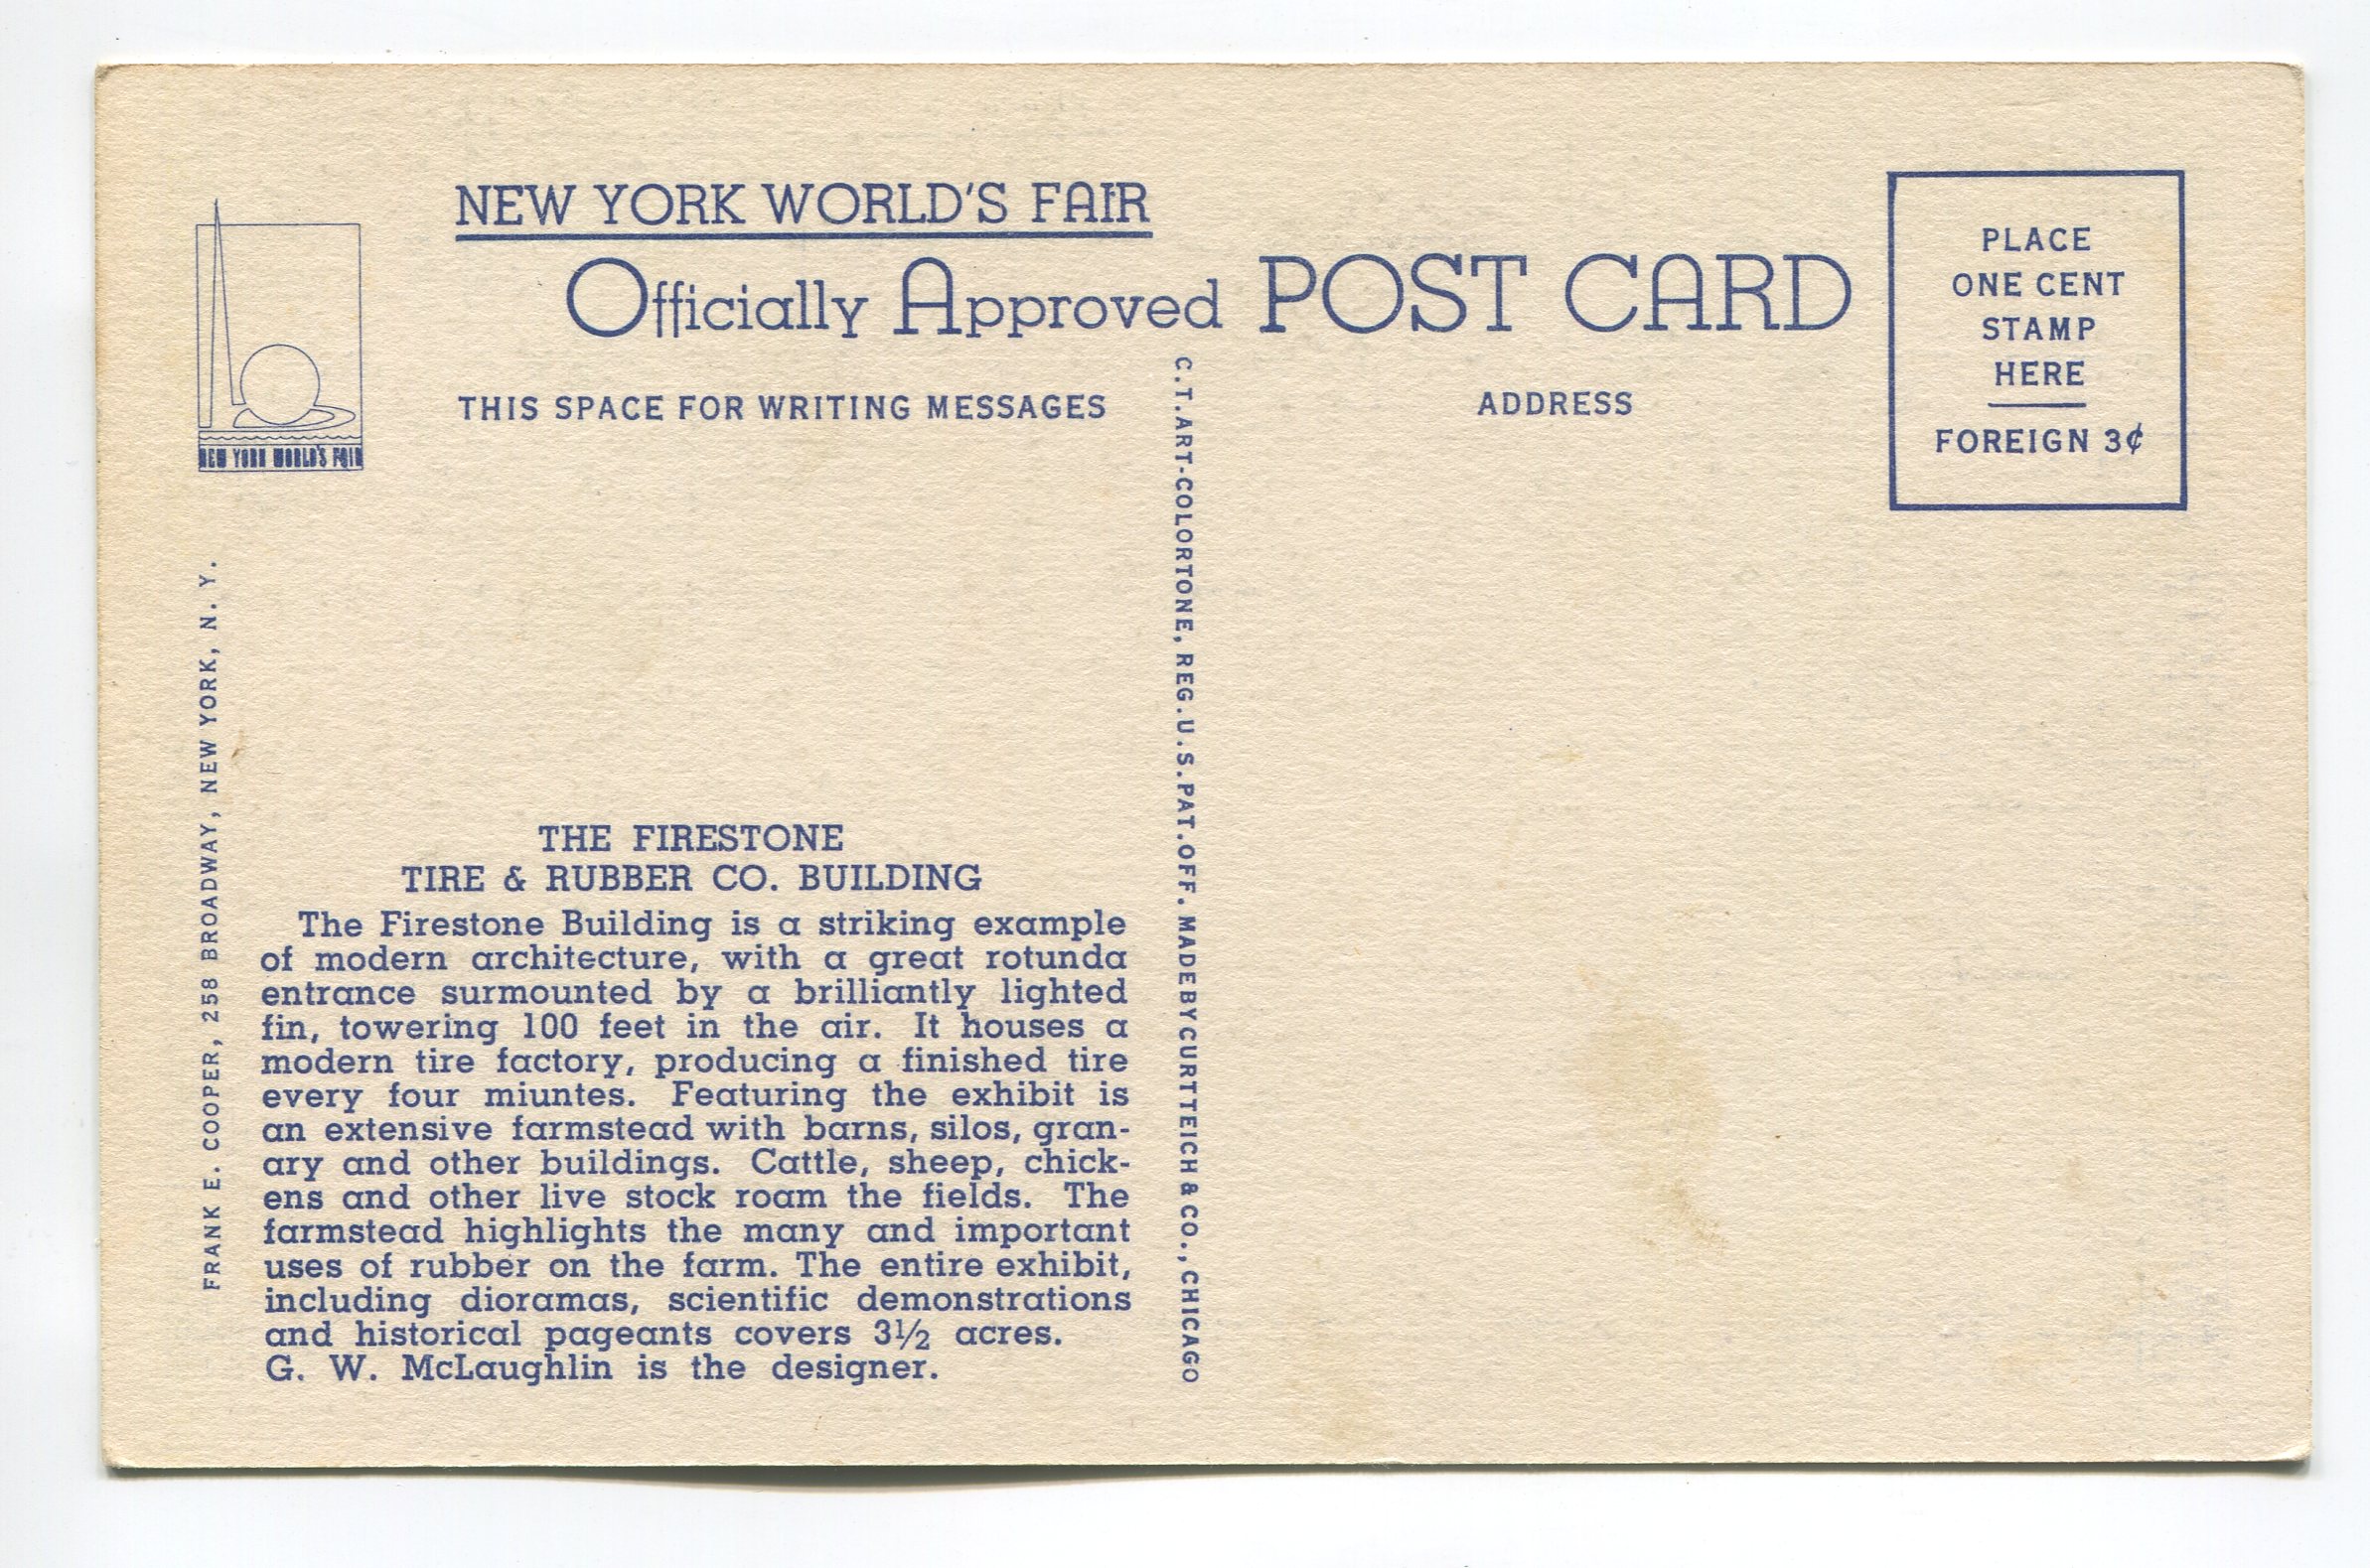 NEW YORK WORLD'S FAIR
Officially Approved POST CARD
PLACE
ONE CENT
STAMP
HERE
FOREIGN 3¢
NEW YORK WORLD'S FAIR
THIS SPACE FOR WRITING MESSAGES
ADDRESS
FRANK E. COOPER, 258 BROADWAY, NEW YORK, N. Y.
THE FIRESTONE
TIRE & RUBBER CO. BUILDING
The Firestone Building is a striking example
of modern architecture, with a great rotunda
entrance surmounted by a brilliantly lighted
fin, towering 100 feet in the air. It houses a
modern tire factory, producing a finished tire
every four miuntes. Featuring the exhibit is
an extensive farmstead with barns, silos, gran-
ary and other buildings. Cattle, sheep, chick-
ens and other live stock roam the fields. The
farmstead highlights the many and important
uses of rubber on the farm. The entire exhibit,
including dioramas, scientific demonstrations
and historical pageants covers 3½ acres.
G. W. McLaughlin is the designer.
C.T.ART-COLORTONE, REG.U.S.PAT.OFF. MADE BY CURT TEICH & CO., CHICAGO